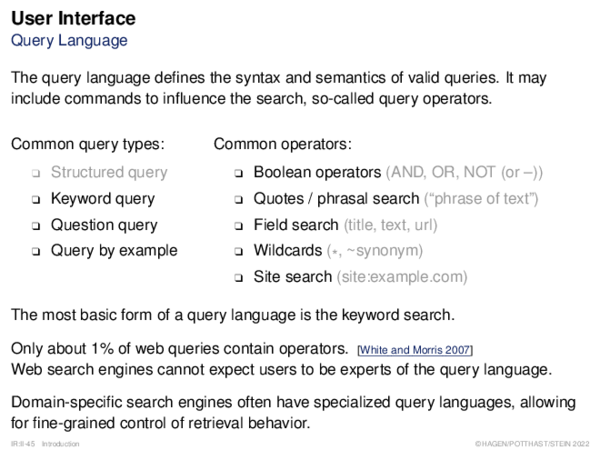 User Interface
Query Language
The query language defines the syntax and semantics of valid queries. It may
include commands to influence the search, so-called query operators.
Common query types:
❏ Structured query
❏ Keyword query
❏ Question query
❏ Query by example
Common operators:
❏ Boolean operators (AND, OR, NOT (or –))
❏ Quotes / phrasal search (“phrase of text”)
❏ Field search (title, text, url)
❏ Wildcards (*, ~synonym)
❏ Site search (site:example.com)
The most basic form of a query language is the keyword search.
Only about 1% of web queries contain operators. [White and Morris 2007]
Web search engines cannot expect users to be experts of the query language.
Domain-specific search engines often have specialized query languages, allowing
for fine-grained control of retrieval behavior.
IR:II-45 Introduction
©HAGEN/POTTHAST/STEIN 2022